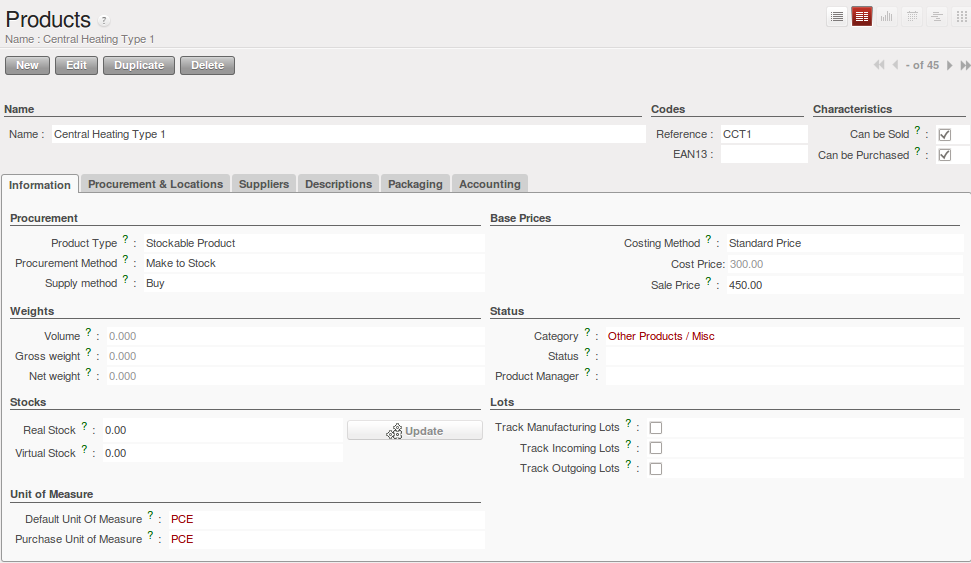 Products ?
Name : Central Heating Type 1
New Edit Duplicate Delete - of 45
Name Codes Characteristics
Name : Central Heating Type 1 Reference : CCT1 Can be Sold ? :
EAN13 : Can be Purchased ? :
Information Procurement & Locations Suppliers Descriptions Packaging Accounting
Procurement Base Prices
Product Type ? : Stockable Product Costing Method ? : Standard Price
Procurement Method ? : Make to Stock Cost Price: 300.00
Supply method ? : Buy Sale Price ? : 450.00
Weights Status
Volume ? : 0.000 Category ? : Other Products / Misc
Gross weight ? : 0.000 Status ? :
Net weight ? : 0.000 Product Manager ? :
Stocks Lots
Real Stock ? : 0.00 Update Track Manufacturing Lots ? :
Virtual Stock ? : 0.00 Track Incoming Lots ? :
Track Outgoing Lots ? :
Unit of Measure
Default Unit Of Measure ? : PCE
Purchase Unit of Measure ? : PCE